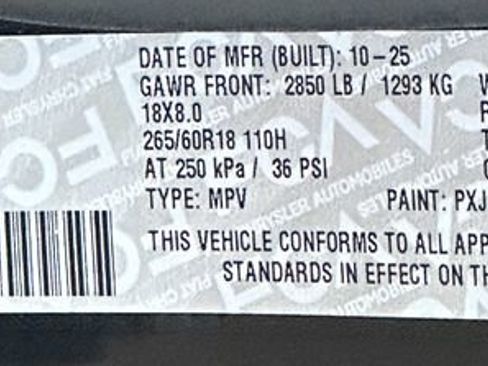 DATE OF MFR (BUILT): 10-25
GAWR FRONT: 2850 LB / 1293 KG
18X8.0
265/60R18 110H
AT 250 kPa / 36 PSI
TYPE: MPV PAINT: PXJ
THIS VEHICLE CONFORMS TO ALL APP
STANDARDS IN EFFECT ON TH